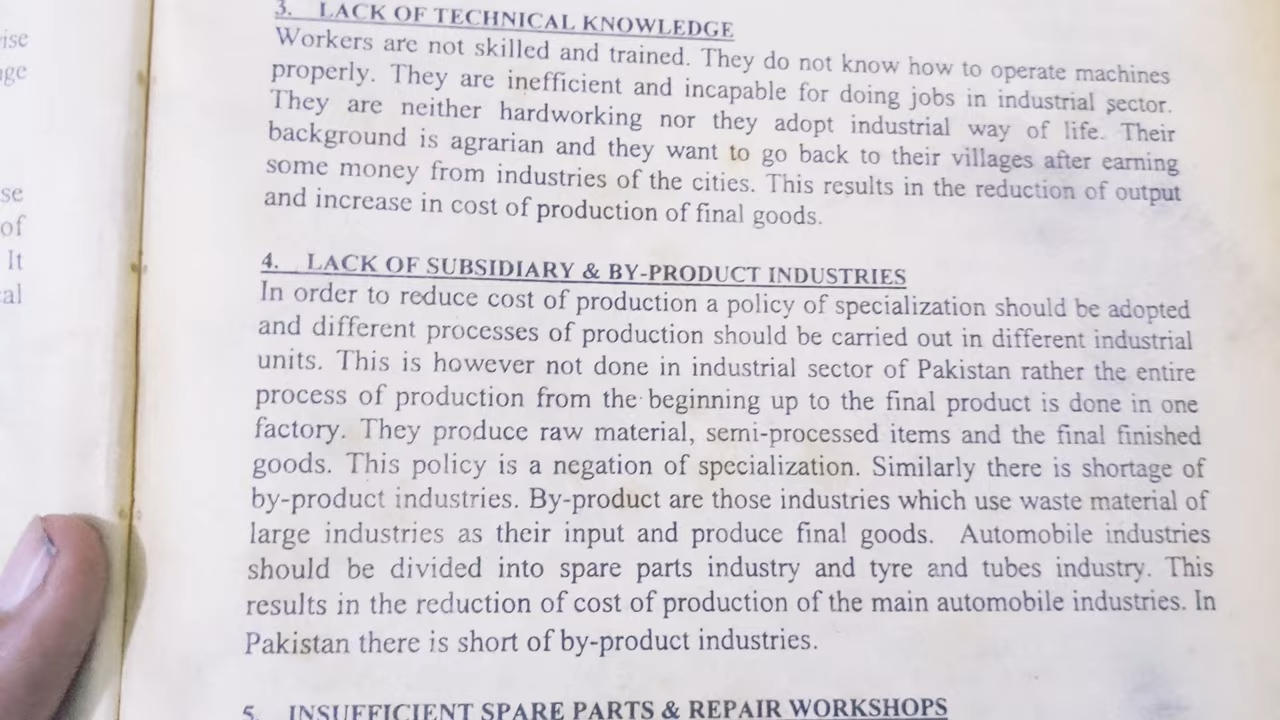 ise
ge
se
of
It
al
3. LACK OF TECHNICAL KNOWLEDGE
Workers are not skilled and trained. They do not know how to operate machines
properly. They are inefficient and incapable for doing jobs in industrial sector.
They are neither hardworking nor they adopt industrial way of life. Their
background is agrarian and they want to go back to their villages after earning
some money from industries of the cities. This results in the reduction of output
and increase in cost of production of final goods.
4. LACK OF SUBSIDIARY & BY-PRODUCT INDUSTRIES
In order to reduce cost of production a policy of specialization should be adopted
and different processes of production should be carried out in different industrial
units. This is however not done in industrial sector of Pakistan rather the entire
process of production from the beginning up to the final product is done in one
factory. They produce raw material, semi-processed items and the final finished
goods. This policy is a negation of specialization. Similarly there is shortage of
by-product industries. By-product are those industries which use waste material of
large industries as their input and produce final goods. Automobile industries
should be divided into spare parts industry and tyre and tubes industry. This
results in the reduction of cost of production of the main automobile industries. In
Pakistan there is short of by-product industries.
5. INSUFFICIENT SPARE PARTS & REPAIR WORKSHOPS